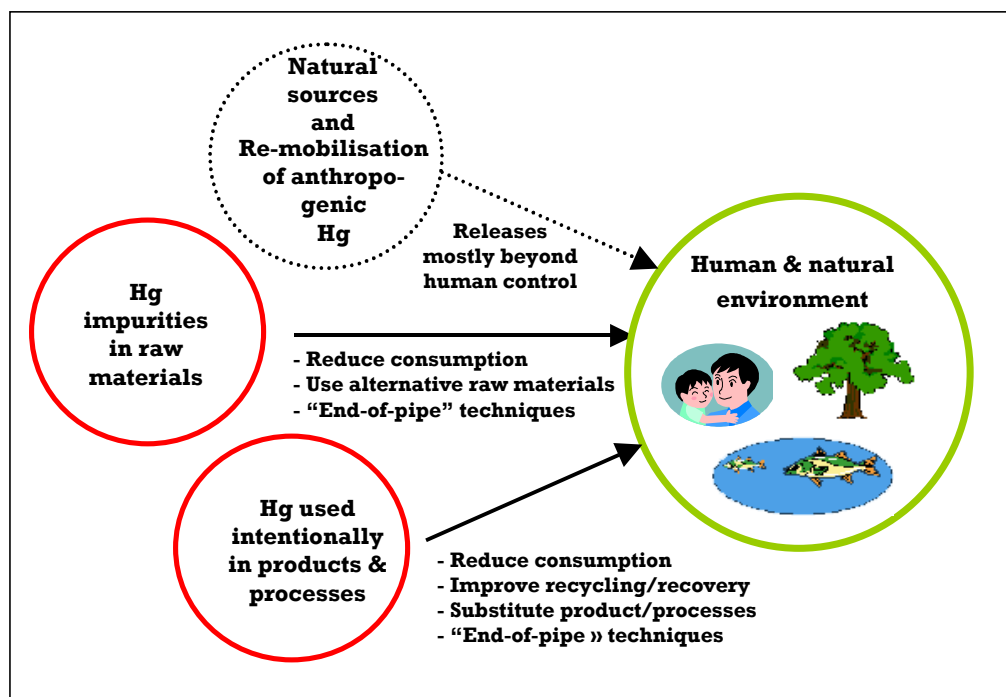 Natural
sources
and
Re-mobilisation
of anthropo-
genic
Hg
Releases
mostly beyond
human control
Human & natural
environment
Hg
impurities
in raw
materials
- Reduce consumption
- Use alternative raw materials
- “End-of-pipe” techniques
Hg used
intentionally
in products &
processes
- Reduce consumption
- Improve recycling/recovery
- Substitute product/processes
- “End-of-pipe » techniques